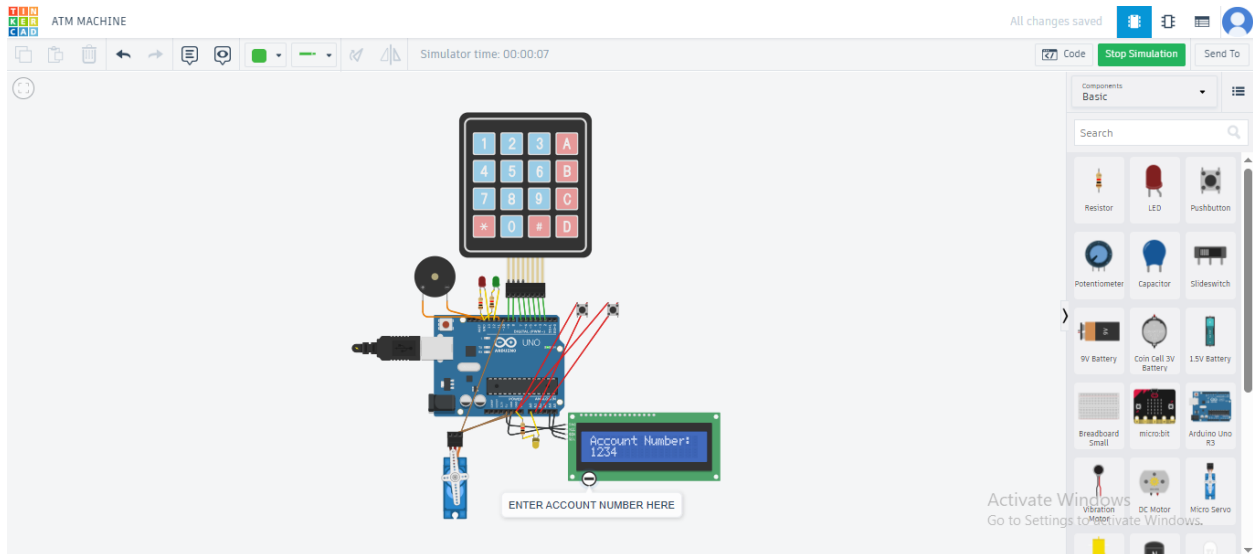 TIN
KER
CAD
ATM MACHINE
All changes saved
Simulator time: 00:00:07
Code
Stop Simulation
Send To
Components
Basic
Search
Resistor
LED
Pushbutton
Potentiometer
Capacitor
Slideswitch
9V Battery
Coin Cell 3V
Battery
1.5V Battery
Breadboard
Small
micro:bit
Arduino Uno
R3
Vibration
Motor
DC Motor
Micro Servo
1 2 3 A
4 5 6 B
7 8 9 C
* 0 # D
UNO
ARDUINO
Account Number:
1234
ENTER ACCOUNT NUMBER HERE
Activate Windows
Go to Settings to activate Windows.